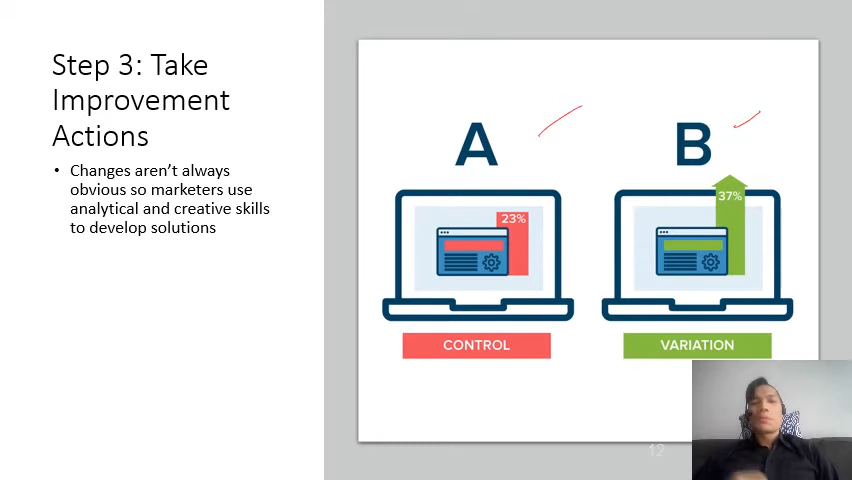 Step 3: Take
Improvement
Actions
• Changes aren’t always
obvious so marketers use
analytical and creative skills
to develop solutions
A
B
23%
37%
CONTROL
VARIATION
12